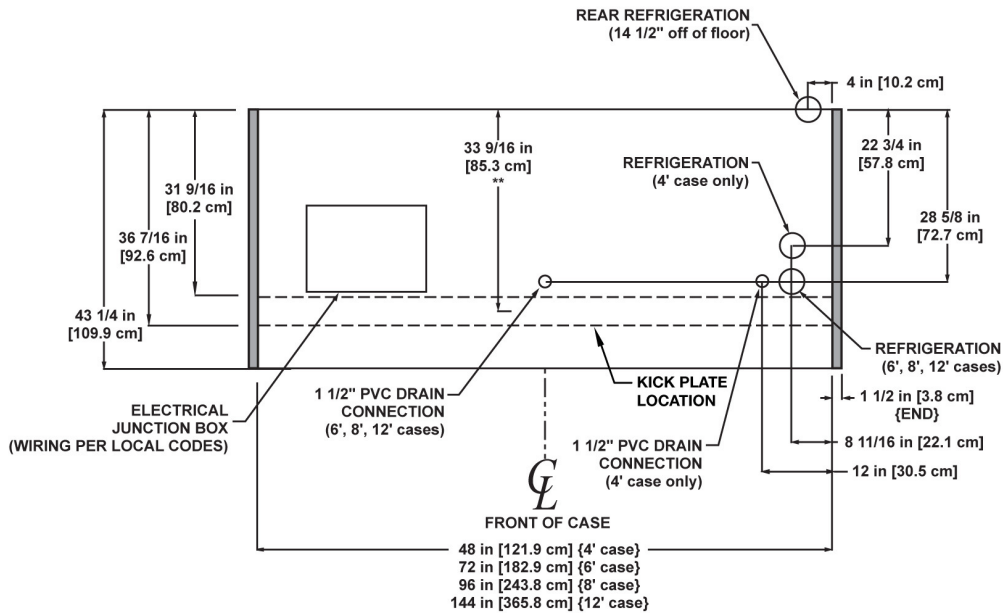 REAR REFRIGERATION
(14 1/2" off of floor)
4 in [10.2 cm]
33 9/16 in
[85.3 cm]
**
22 3/4 in
[57.8 cm]
REFRIGERATION
(4' case only)
31 9/16 in
[80.2 cm]
28 5/8 in
[72.7 cm]
36 7/16 in
[92.6 cm]
43 1/4 in
[109.9 cm]
REFRIGERATION
(6', 8', 12' cases)
KICK PLATE
LOCATION
1 1/2" PVC DRAIN
CONNECTION
(6', 8', 12' cases)
1 1/2 in [3.8 cm]
{END}
ELECTRICAL
JUNCTION BOX
(WIRING PER LOCAL CODES)
8 11/16 in [22.1 cm]
1 1/2" PVC DRAIN
CONNECTION
(4' case only)
12 in [30.5 cm]
CL
FRONT OF CASE
48 in [121.9 cm] {4' case}
72 in [182.9 cm] {6' case}
96 in [243.8 cm] {8' case}
144 in [365.8 cm] {12' case}